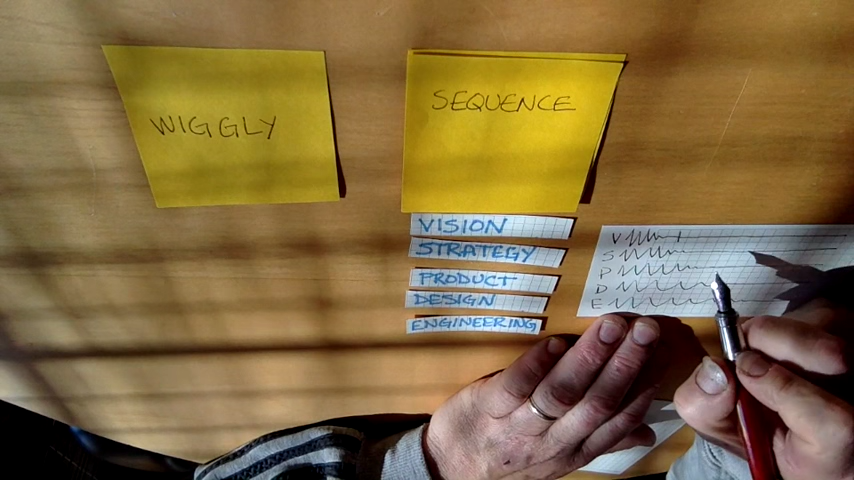 WIGGLY
SEQUENCE
VISION
STRATEGY
PRODUCT
DESIGN
ENGINEERING
V
S
P
D
E